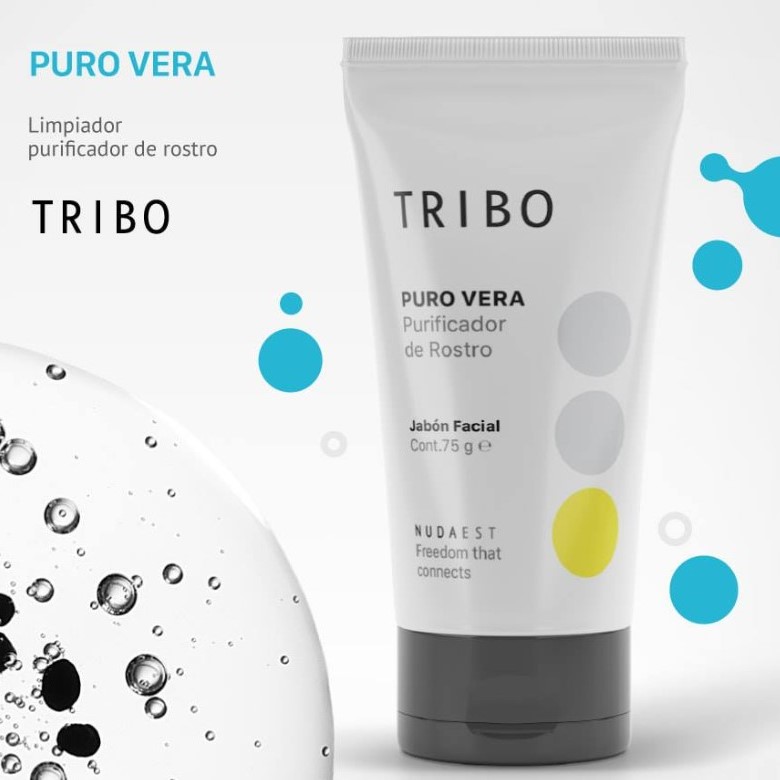 PURO VERA
Limpiador
purificador de rostro
TRIBO
TRIBO
PURO VERA
Purificador
de Rostro
Jabón Facial
Cont.75 g ℮
NUDAEST
Freedom that
connects